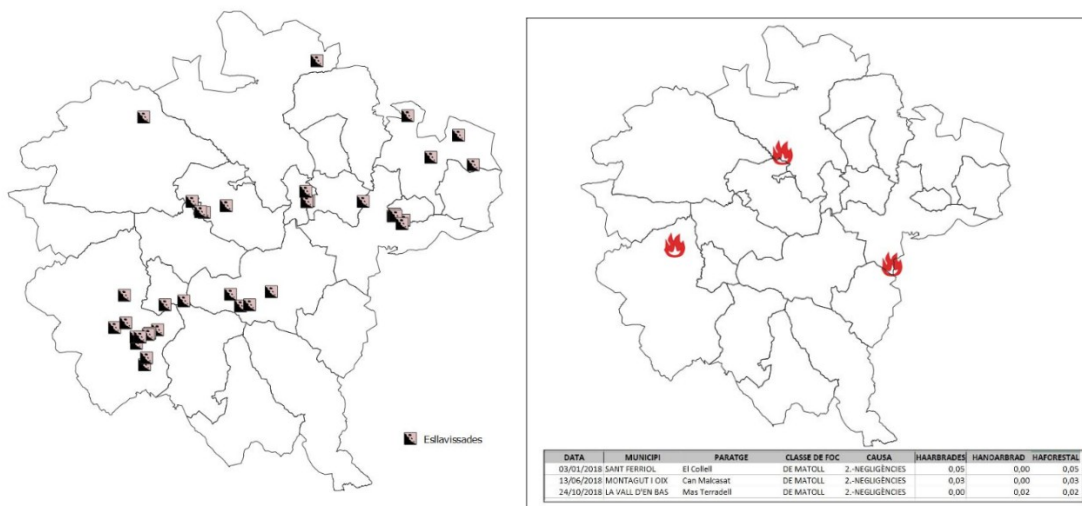 Esllavissades
DATA MUNICIPI PARATGE CLASSE DE FOC CAUSA HAARBRADES HANOARBRAD HAFORESTAL
03/01/2018 SANT FERRIOL El Collell DE MATOLL 2.-NEGLIGÈNCIES 0,05 0,00 0,05
13/06/2018 MONTAGUT I OIX Can Malcasat DE MATOLL 2.-NEGLIGÈNCIES 0,03 0,00 0,03
24/10/2018 LA VALL D'EN BAS Mas Terradell DE MATOLL 2.-NEGLIGÈNCIES 0,00 0,02 0,02